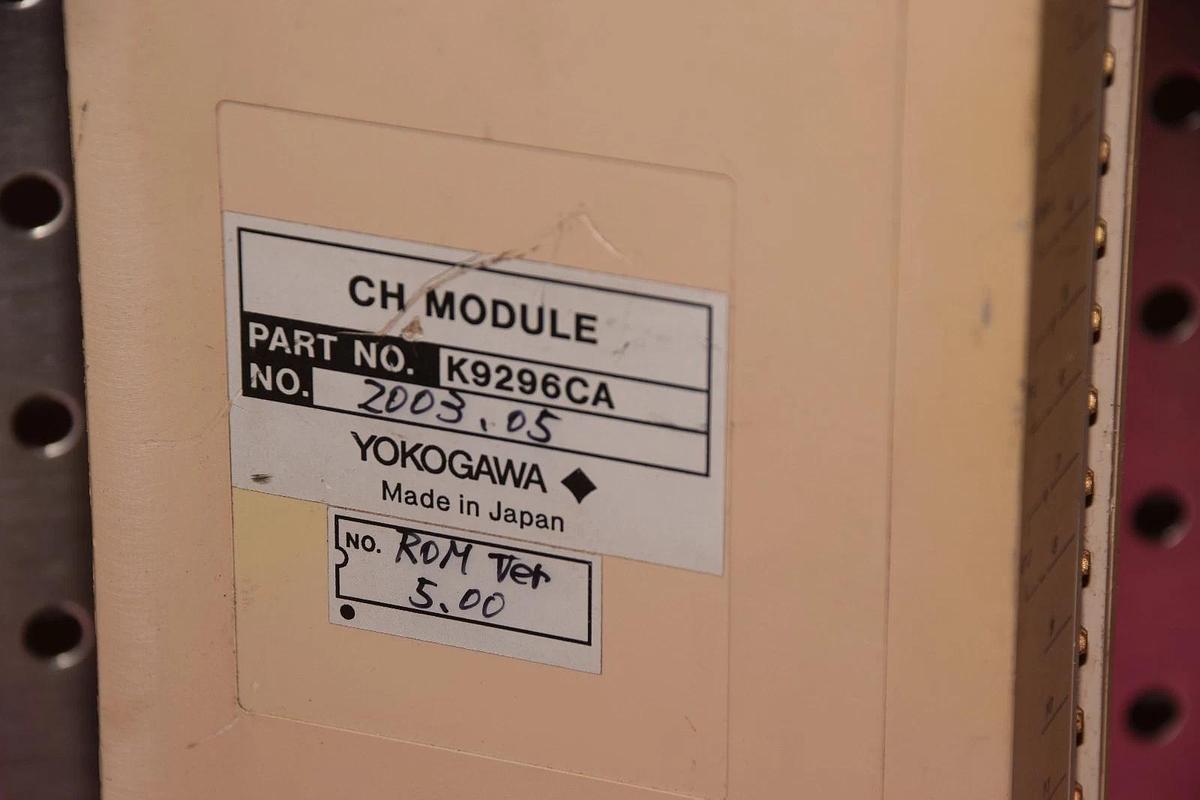 CH MODULE
PART NO. K9296CA
NO. 2003.05
YOKOGAWA
Made in Japan
NO. ROM Ver
5.00